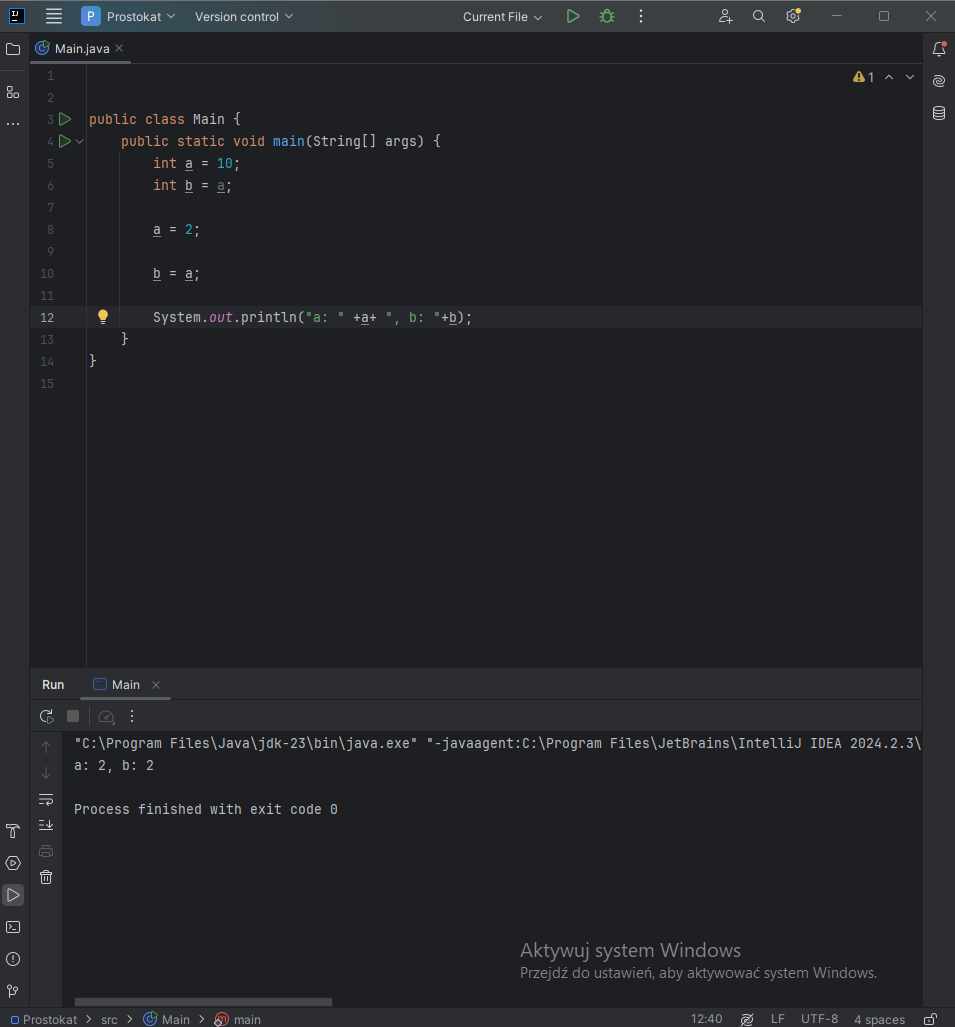 P Prostokat Version control Current File
Main.java
1
1
2
3 public class Main {
4 public static void main(String[] args) {
5 int a = 10;
6 int b = a;
7
8 a = 2;
9
10 b = a;
11
12 System.out.println("a: " +a+ ", b: "+b);
13 }
14 }
15
Run Main
"C:\Program Files\Java\jdk-23\bin\java.exe" "-javaagent:C:\Program Files\JetBrains\IntelliJ IDEA 2024.2.3\
a: 2, b: 2
Process finished with exit code 0
Aktywuj system Windows
Przejdź do ustawień, aby aktywować system Windows.
Prostokat > src > Main > main 12:40 LF UTF-8 4 spaces